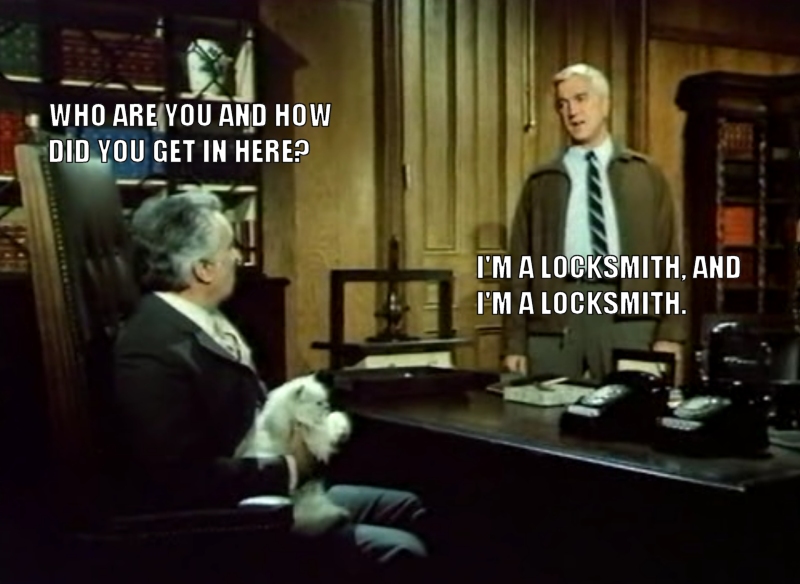 WHO ARE YOU AND HOW
DID YOU GET IN HERE?
I'M A LOCKSMITH, AND
I'M A LOCKSMITH.